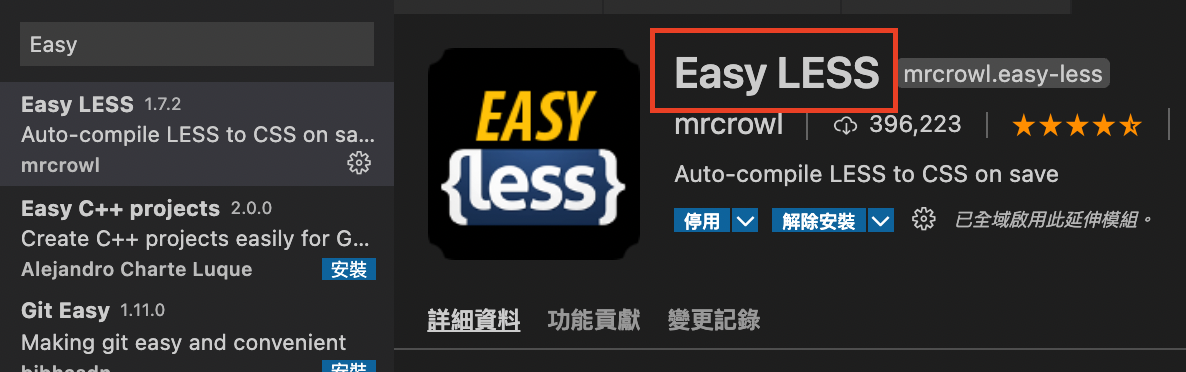 Easy
Easy LESS 1.7.2
Auto-compile LESS to CSS on sa...
mrcrowl
Easy C++ projects 2.0.0
Create C++ projects easily for G...
Alejandro Charte Luque 安裝
Git Easy 1.11.0
Making git easy and convenient
安裝
EASY
{less}
Easy LESS mrcrowl.easy-less
mrcrowl 396,223
Auto-compile LESS to CSS on save
停用 解除安裝 已全域啟用此延伸模組。
詳細資料 功能貢獻 變更記錄